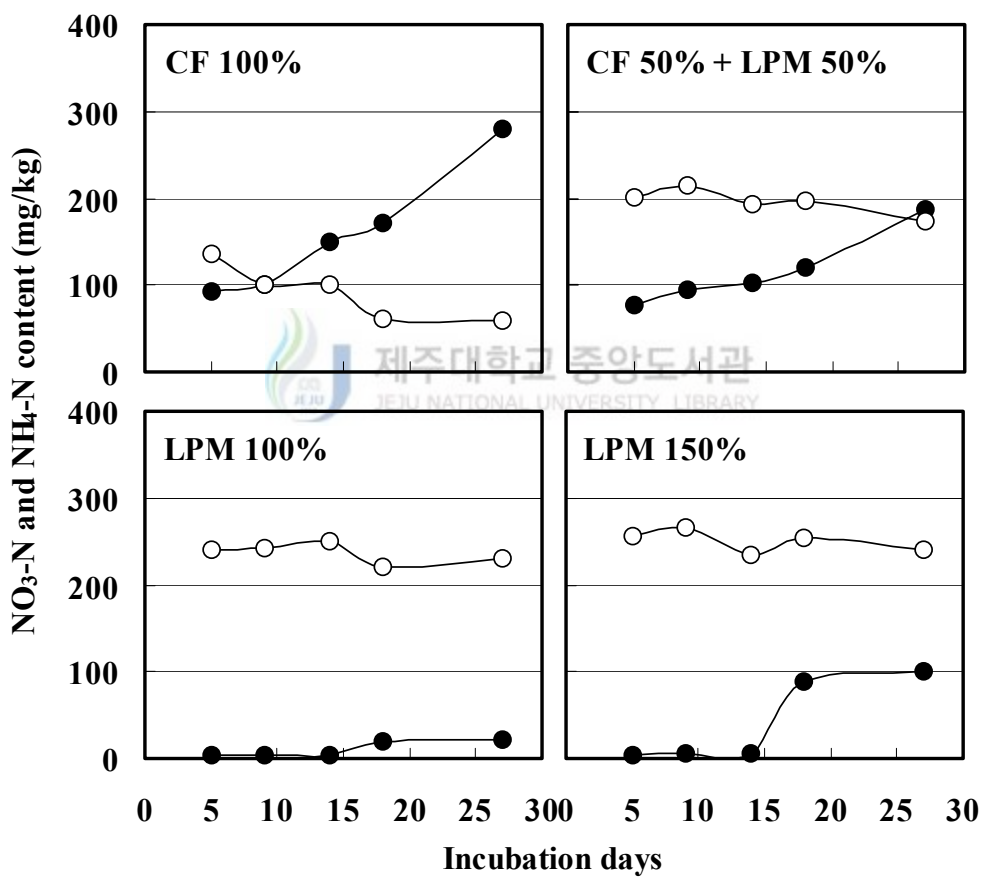 NO₃-N and NH₄-N content (mg/kg)
400
300
200
100
0
CF 100%
CF 50% + LPM 50%
제주대학교 중앙도서관
JEJU NATIONAL UNIVERSITY LIBRARY
JEJU
400
300
200
100
0
LPM 100%
LPM 150%
0 5 10 15 20 25 300 5 10 15 20 25 30
Incubation days